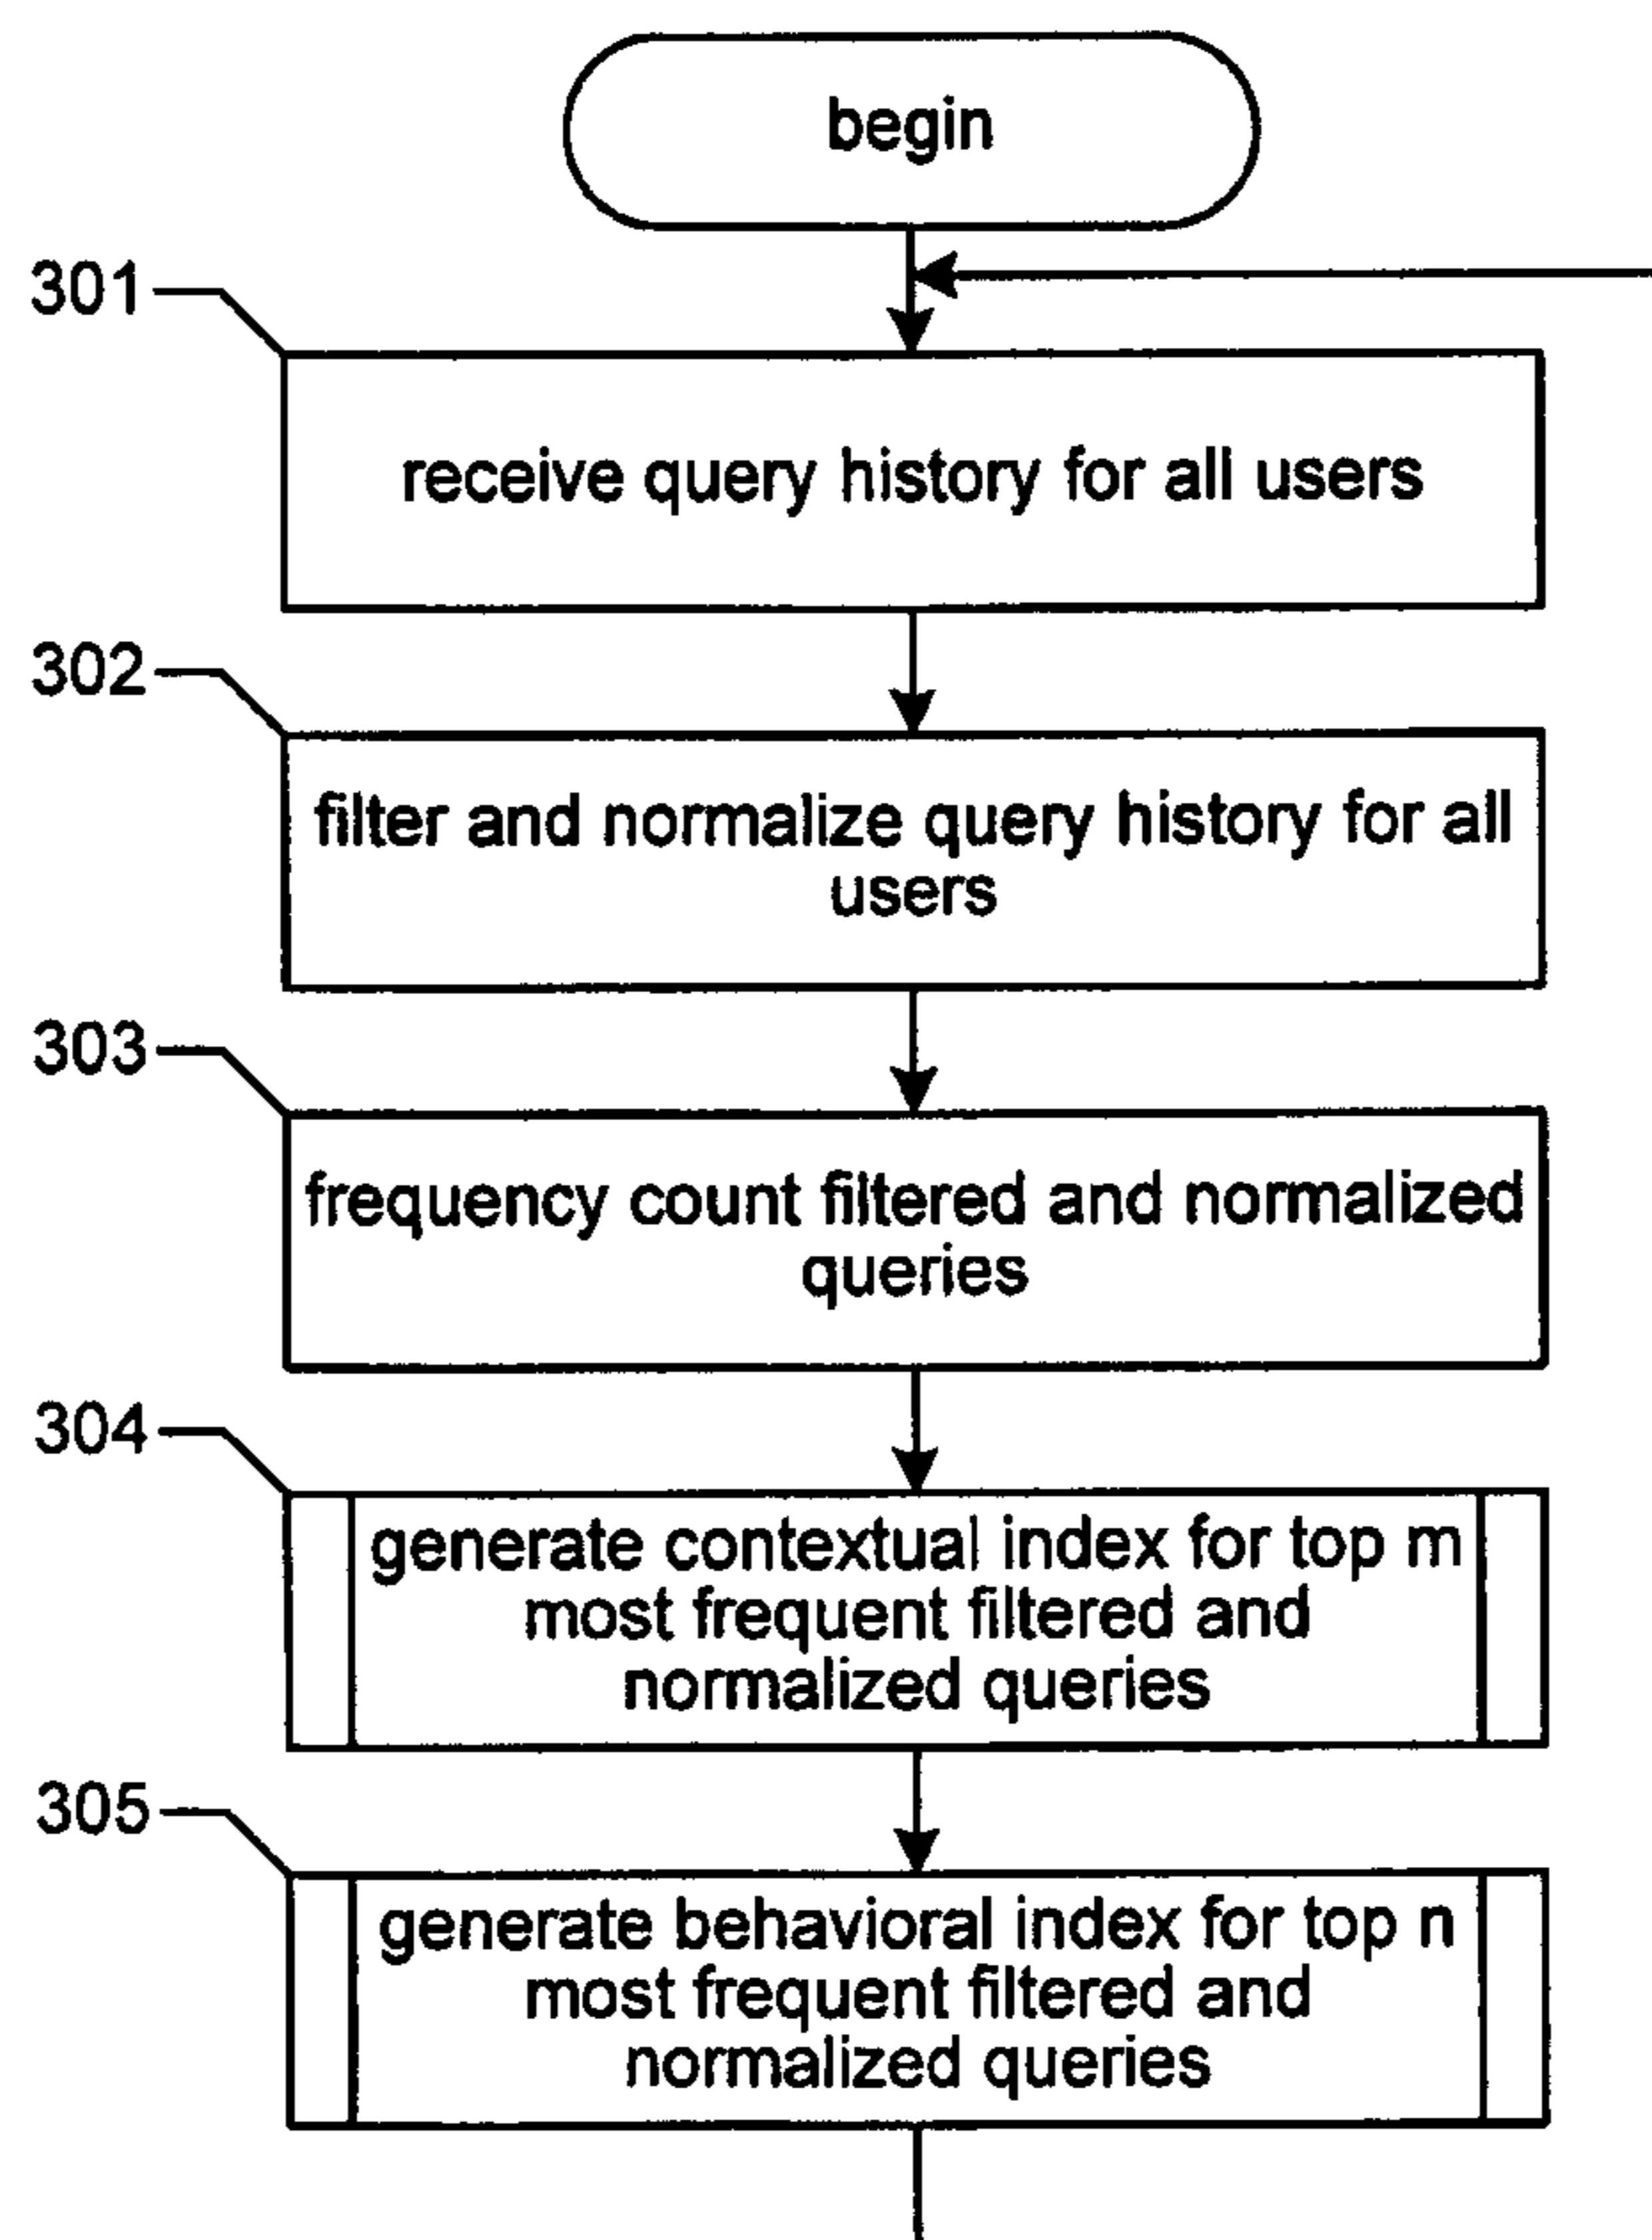 begin
301
receive query history for all users
302
filter and normalize query history for all
users
303
frequency count filtered and normalized
queries
304
generate contextual index for top m
most frequent filtered and
normalized queries
305
generate behavioral index for top n
most frequent filtered and
normalized queries